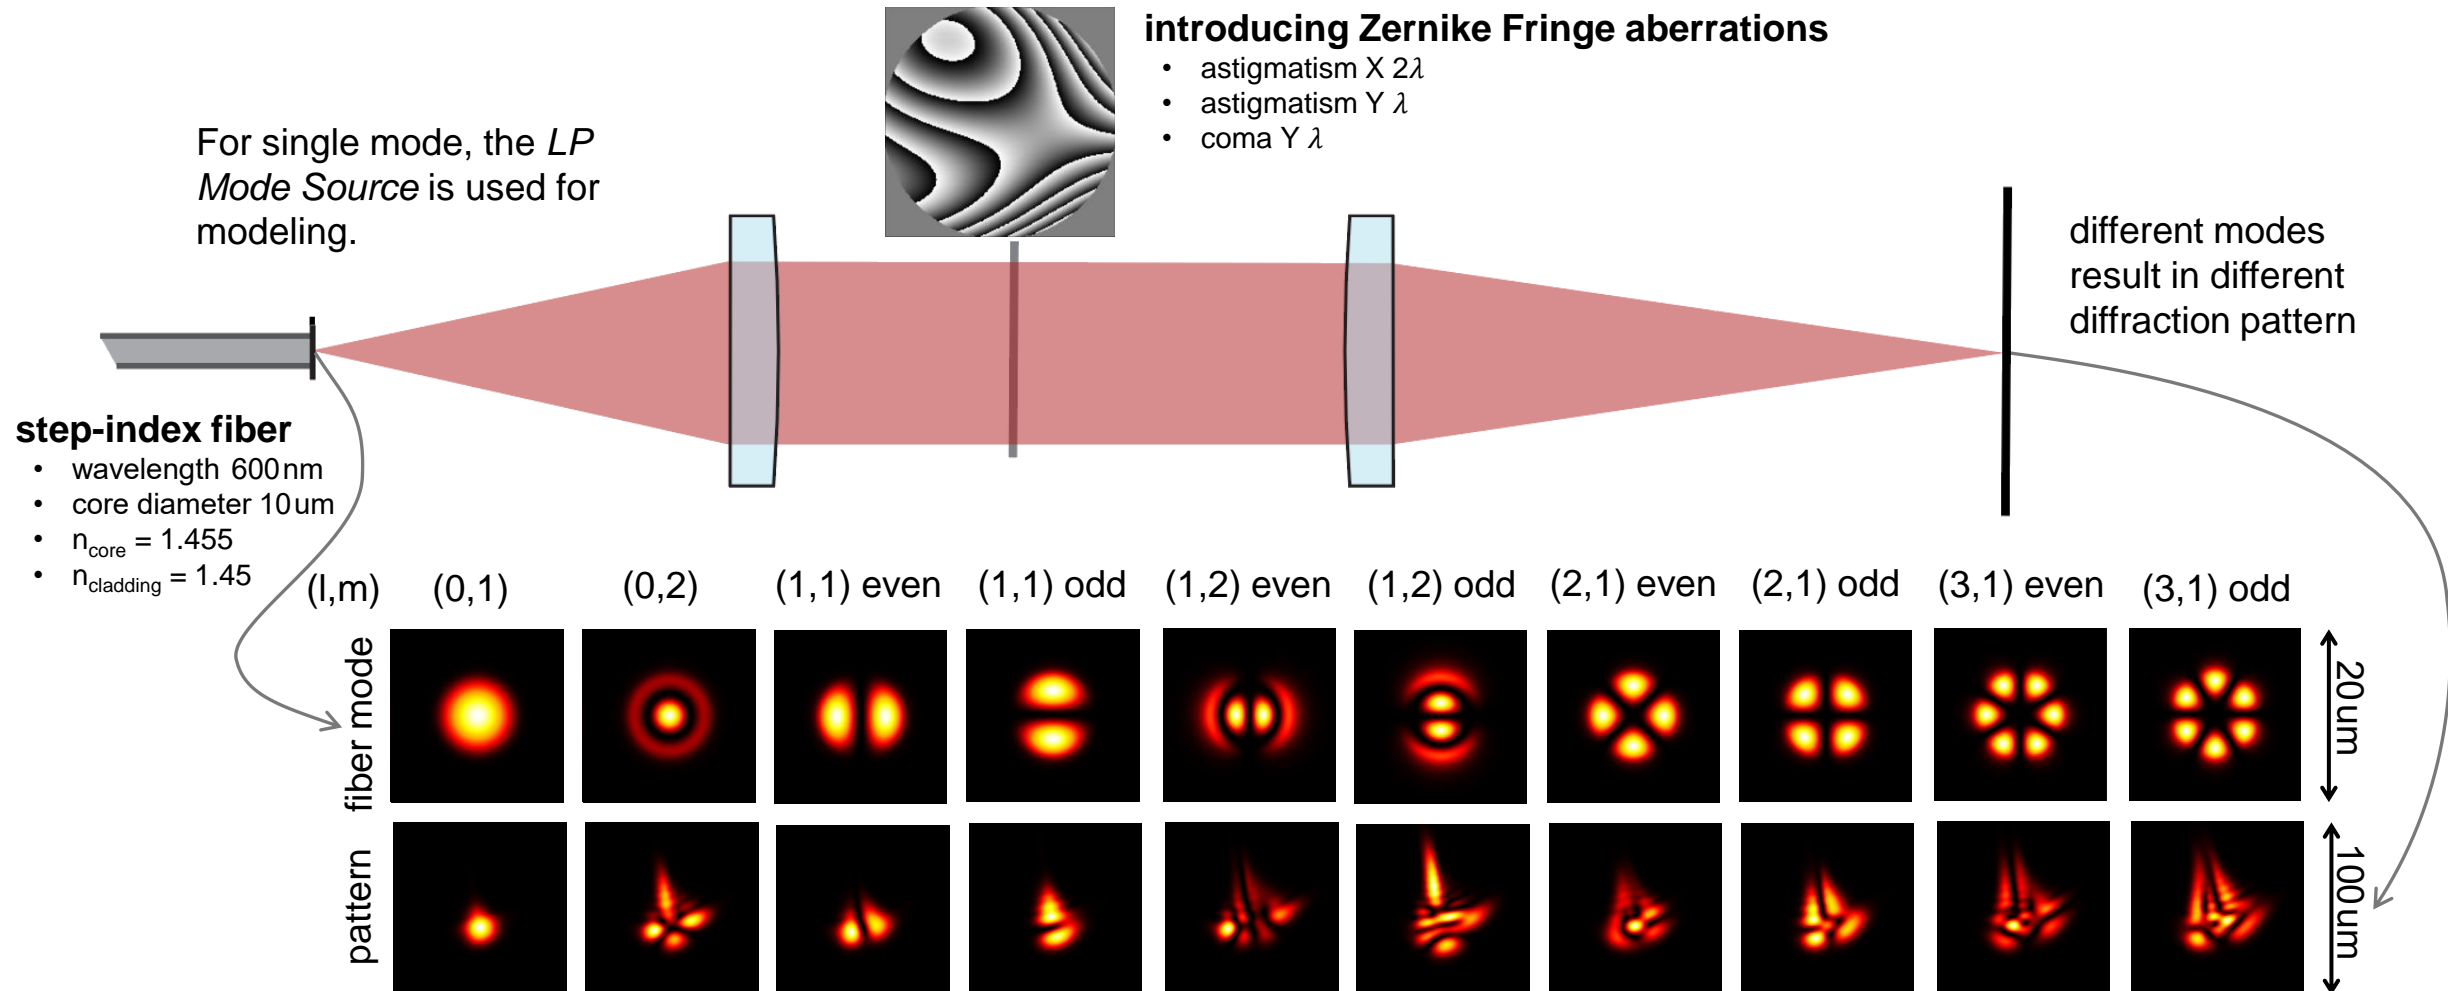 introducing Zernike Fringe aberrations
• astigmatism X 2λ
• astigmatism Y λ
• coma Y λ
For single mode, the LP
Mode Source is used for
modeling.
different modes
result in different
diffraction pattern
step-index fiber
• wavelength 600nm
• core diameter 10um
• ncore = 1.455
• ncladding = 1.45
(l,m) (0,1) (0,2) (1,1) even (1,1) odd (1,2) even (1,2) odd (2,1) even (2,1) odd (3,1) even (3,1) odd
fiber mode
20um
pattern
100um